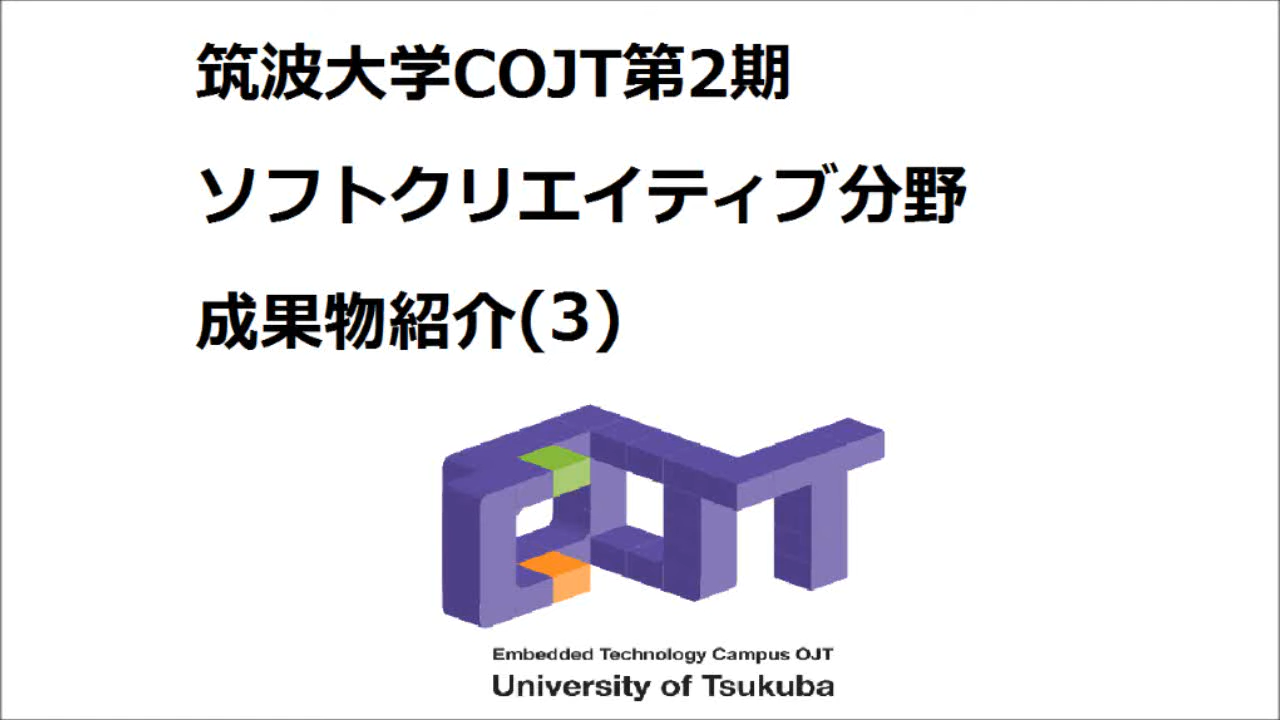 筑波大学COJT第2期
ソフトクリエイティブ分野
成果物紹介(3)
COJT
Embedded Technology Campus OJT
University of Tsukuba